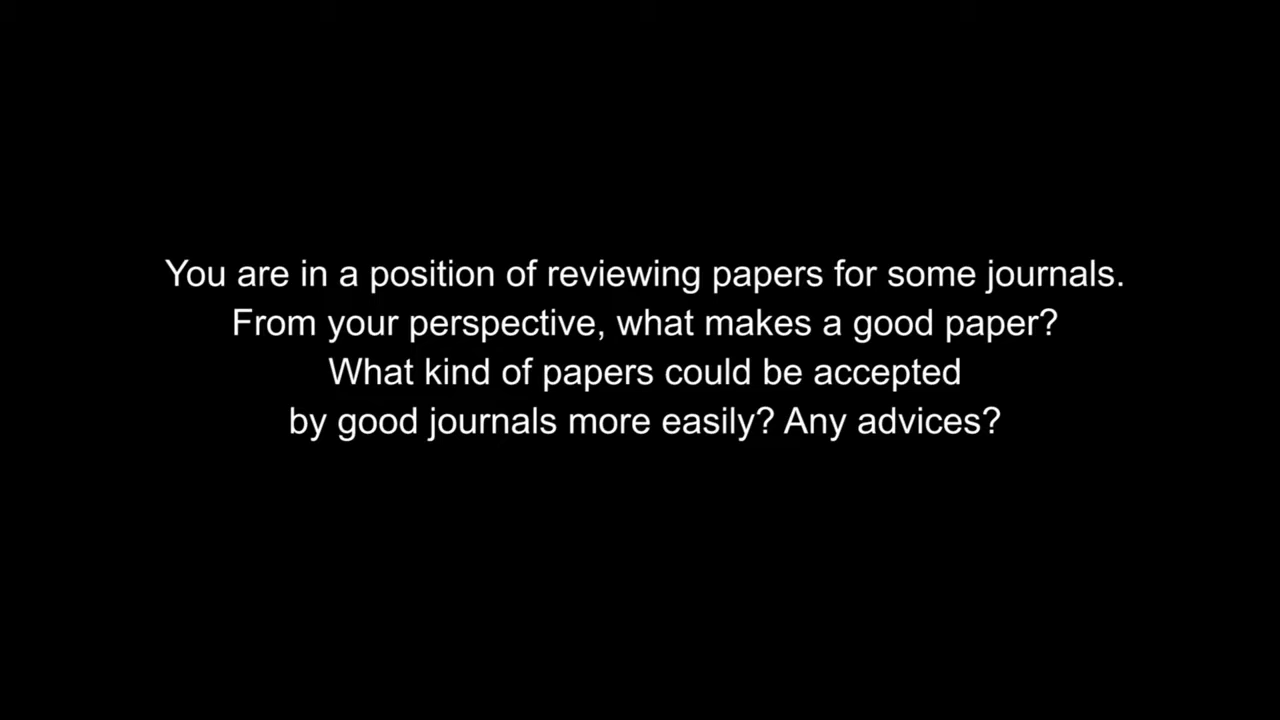 You are in a position of reviewing papers for some journals.
From your perspective, what makes a good paper?
What kind of papers could be accepted
by good journals more easily? Any advices?